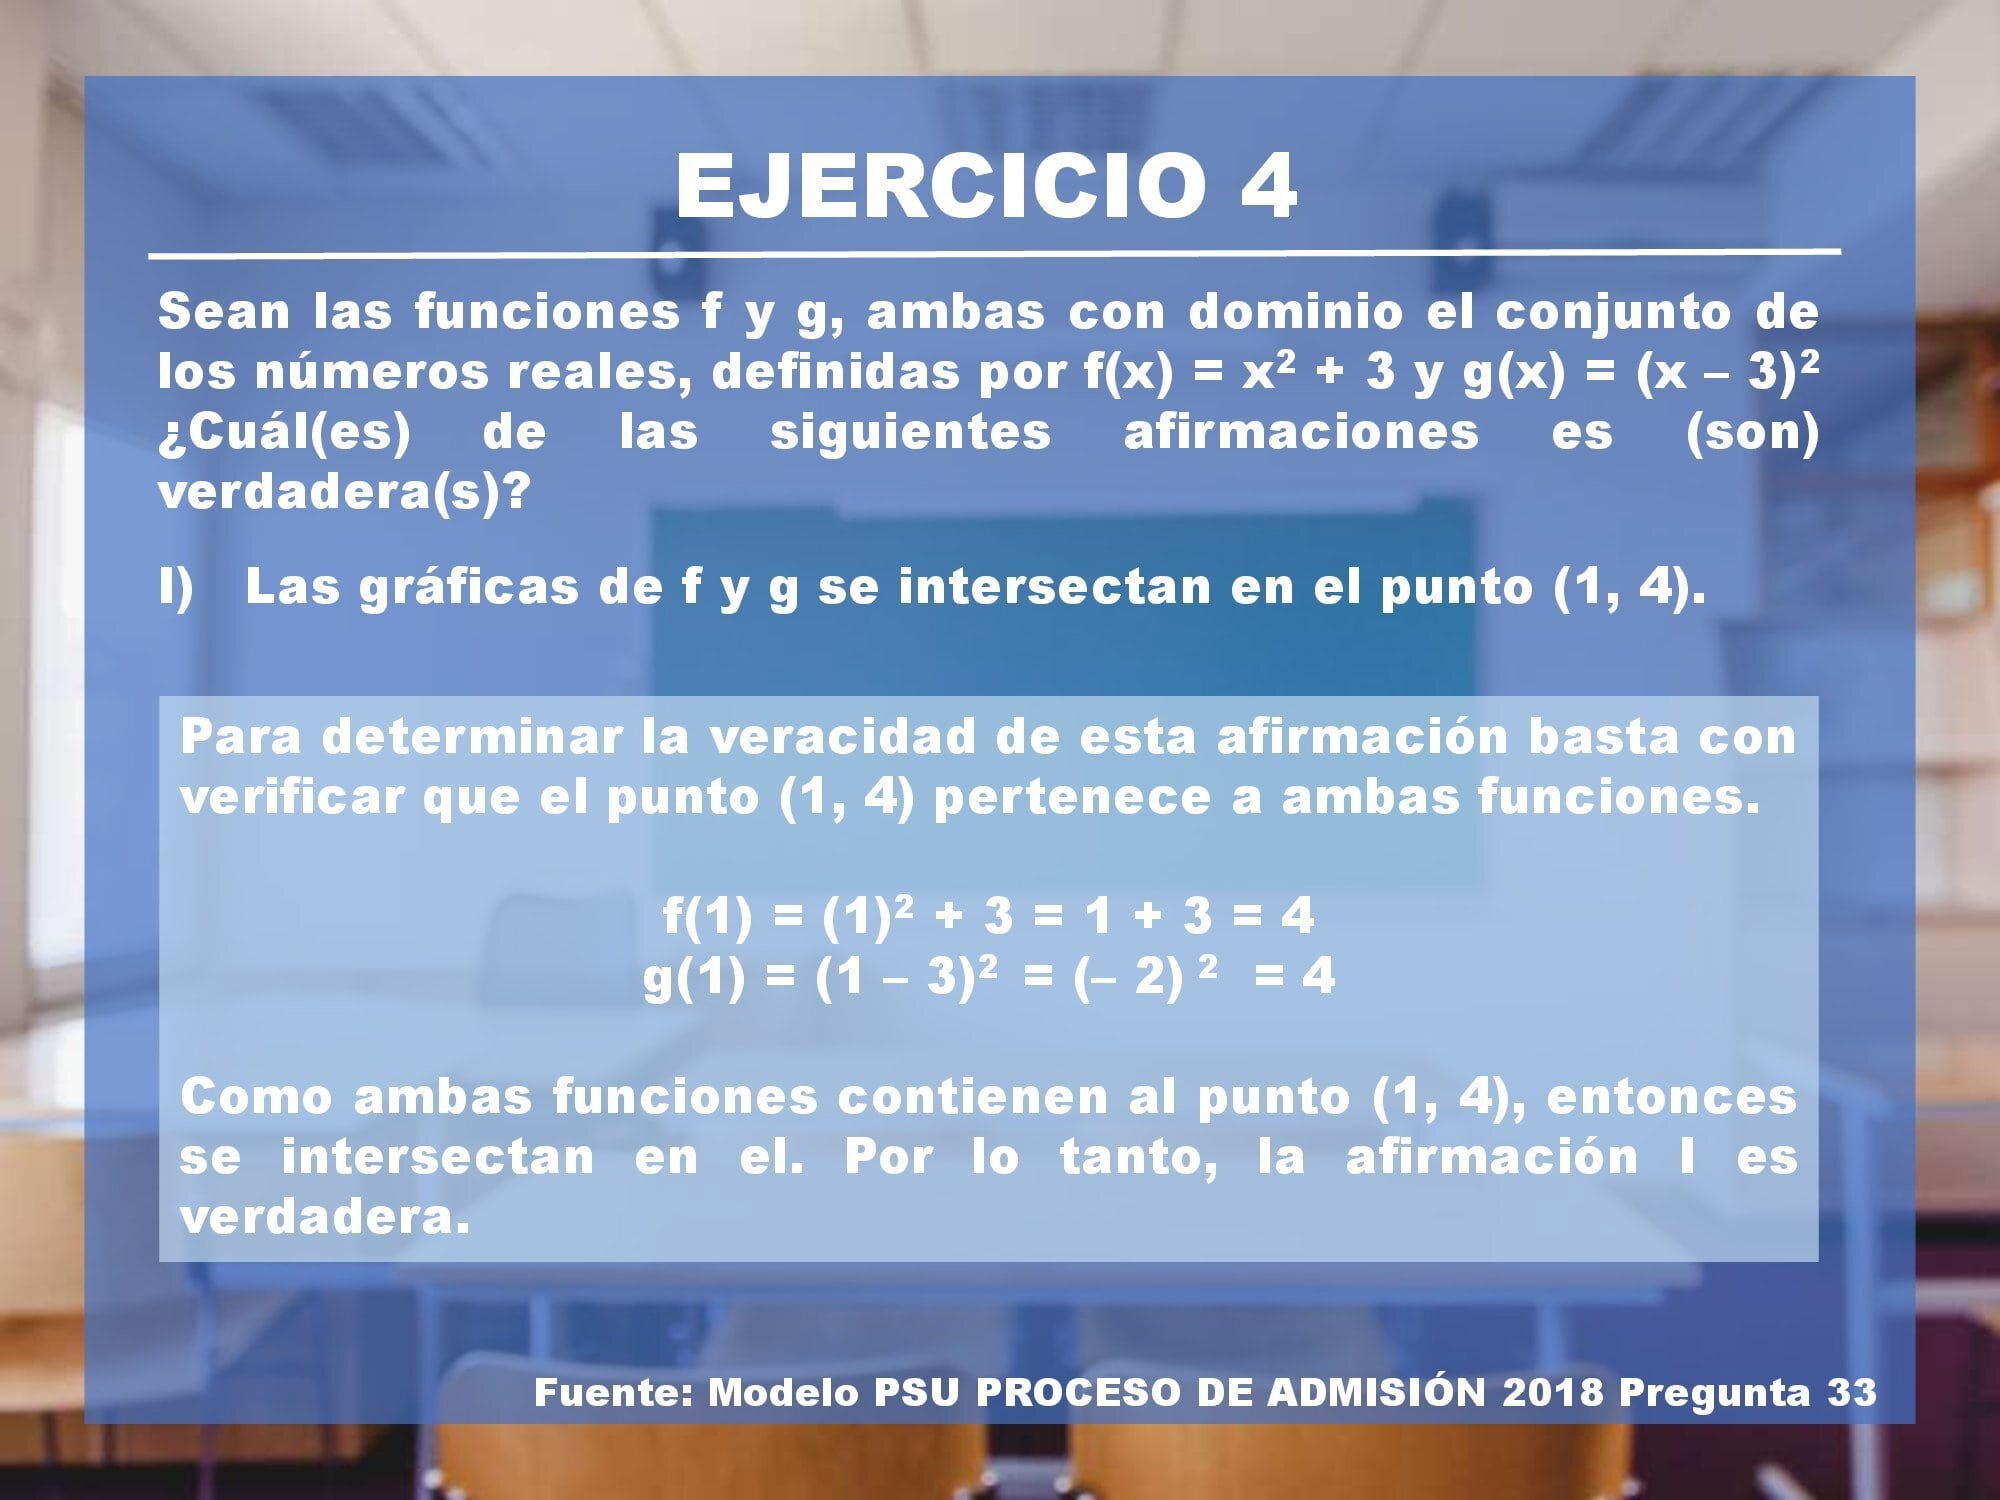 EJERCICIO 4
Sean las funciones f y g, ambas con dominio el conjunto de
los números reales, definidas por f(x) = x² + 3 y g(x) = (x – 3)²
¿Cuál(es) de las siguientes afirmaciones es (son)
verdadera(s)?
I) Las gráficas de f y g se intersectan en el punto (1, 4).
Para determinar la veracidad de esta afirmación basta con
verificar que el punto (1, 4) pertenece a ambas funciones.
f(1) = (1)² + 3 = 1 + 3 = 4
g(1) = (1 – 3)² = (– 2) ² = 4
Como ambas funciones contienen al punto (1, 4), entonces
se intersectan en el. Por lo tanto, la afirmación I es
verdadera.
Fuente: Modelo PSU PROCESO DE ADMISIÓN 2018 Pregunta 33